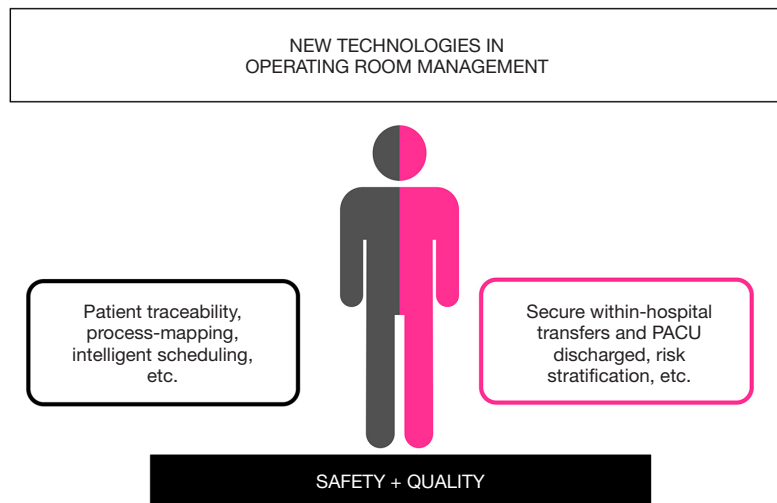 NEW TECHNOLOGIES IN
OPERATING ROOM MANAGEMENT
Patient traceability,
process-mapping,
intelligent scheduling,
etc.
Secure within-hospital
transfers and PACU
discharged, risk
stratification, etc.
SAFETY + QUALITY